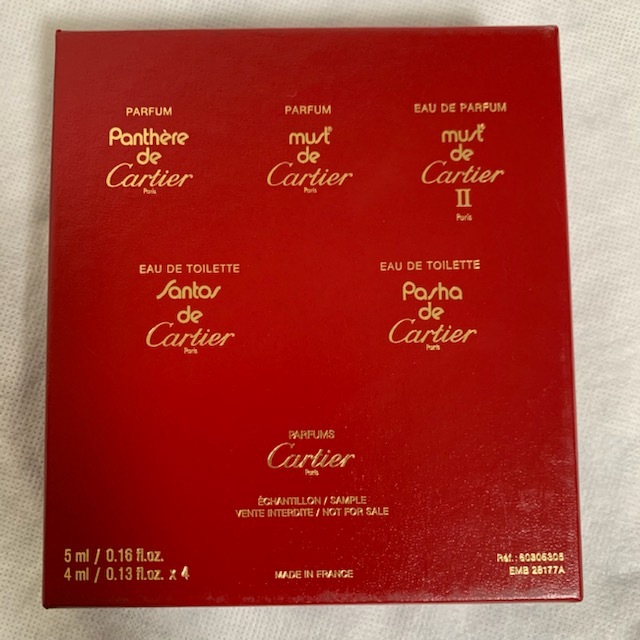 PARFUM
Panthère
de
Cartier
Paris
PARFUM
must
de
Cartier
Paris
EAU DE PARFUM
must
de
Cartier
II
Paris
EAU DE TOILETTE
Santos
de
Cartier
Paris
EAU DE TOILETTE
Pasha
de
Cartier
Paris
PARFUMS
Cartier
Paris
ÉCHANTILLON / SAMPLE
VENTE INTERDITE / NOT FOR SALE
5 ml / 0.16 fl.oz.
4 ml / 0.13 fl.oz. x 4
MADE IN FRANCE
Réf.: 60306305
EMB 28177A